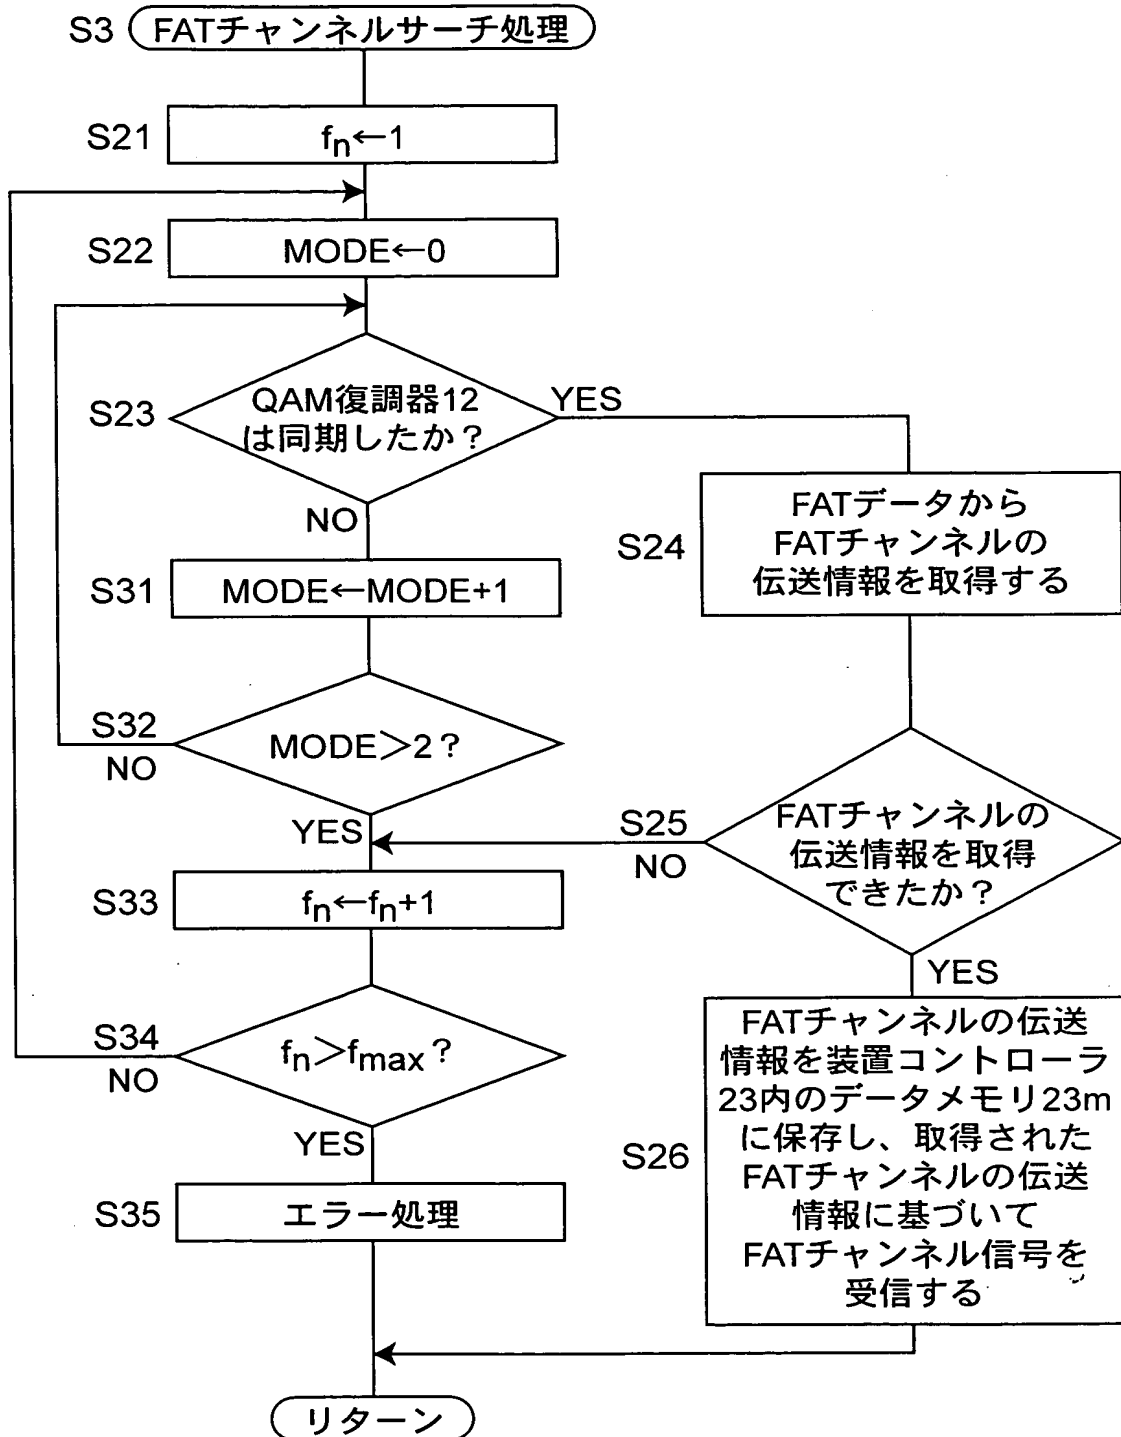 S3 FATチャンネルサーチ処理
S21 fn←1
S22 MODE←0
S23 QAM復調器12
は同期したか？
YES
NO
S24 FATデータから
FATチャンネルの
伝送情報を取得する
S31 MODE←MODE+1
S32 MODE＞2？
NO
YES
S25 FATチャンネルの
伝送情報を取得
できたか？
NO
YES
S33 fn←fn+1
S34 fn＞fmax？
NO
YES
S26 FATチャンネルの伝送
情報を装置コントローラ
23内のデータメモリ23m
に保存し、取得された
FATチャンネルの伝送
情報に基づいて
FATチャンネル信号を
受信する
S35 エラー処理
リターン